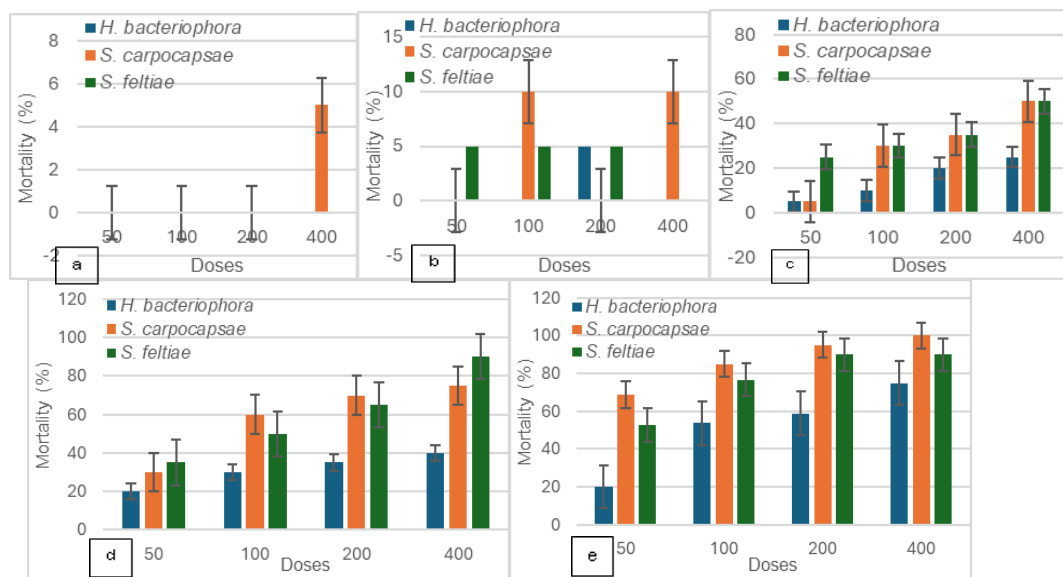 8
6
4
2
0
-2
Mortality (%)
H. bacteriophora
S. carpocapsae
S. feltiae
50 100 200 400
Doses
a
15
10
5
0
-5
Mortality (%)
H. bacteriophora
S. carpocapsae
S. feltiae
50 100 200 400
Doses
b
80
60
40
20
0
-20
Mortality (%)
H. bacteriophora
S. carpocapsae
S. feltiae
50 100 200 400
Doses
c
120
100
80
60
40
20
0
Mortality (%)
H. bacteriophora
S. carpocapsae
S. feltiae
50 100 200 400
Doses
d
120
100
80
60
40
20
0
Mortality (%)
H. bacteriophora
S. carpocapsae
S. feltiae
50 100 200 400
Doses
e